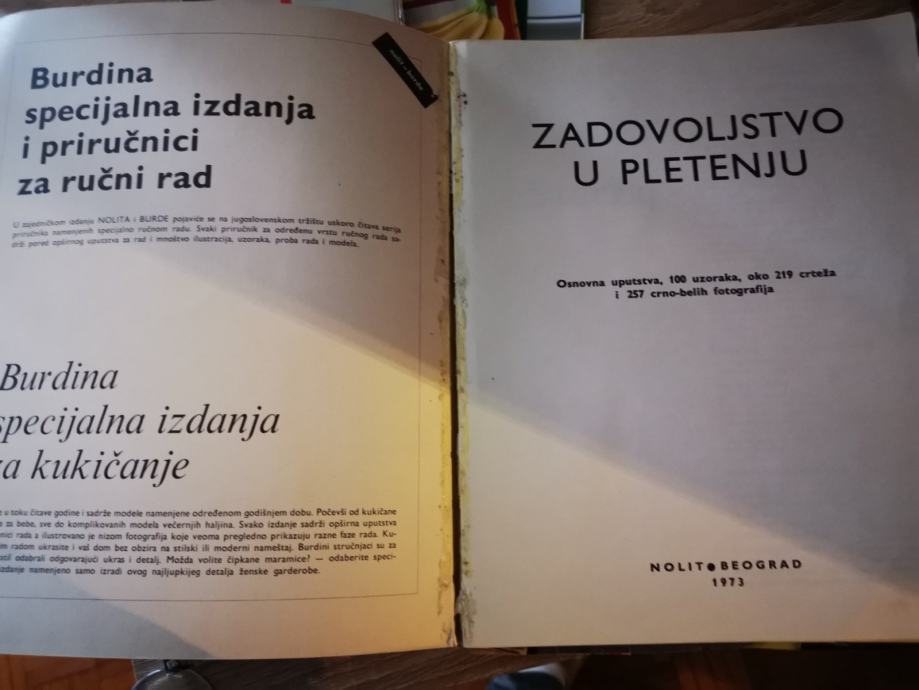 Burdina
specijalna izdanja
i priručnici
za ručni rad
nolit - burda
U zajedničkom izdanju NOLITA i BURDE pojaviće se na jugoslovenskom tržištu uskoro čitava serija
priručnika namenjenih specijalno ručnom radu. Svaki priručnik za određenu vrstu ručnog rada sa-
drži pored opširnog uputstva za rad i mnoštvo ilustracija, uzoraka, proba rada i modela.
Burdina
specijalna izdanja
za kukičanje
u toku čitave godine i sadrže modele namenjene određenom godišnjem dobu. Počevši od kukičane
za bebe, sve do komplikovanih modela večernjih haljina. Svako izdanje sadrži opširna uputstva
nici rada a ilustrovano je nizom fotografija koje veoma pregledno prikazuju razne faze rada. Ku-
im radom ukrasite i vaš dom bez obzira na stilski ili moderni nameštaj. Burdini stručnjaci su za
stil odabrali odgovarajući ukras i detalj. Možda volite čipkane maramice? — odaberite speci-
izdanje namenjeno samo izradi ovog najljupkijeg detalja ženske garderobe.
ZADOVOLJSTVO
U PLETENJU
Osnovna uputstva, 100 uzoraka, oko 219 crteža
i 257 crno-belih fotografija
NOLIT●BEOGRAD
1973